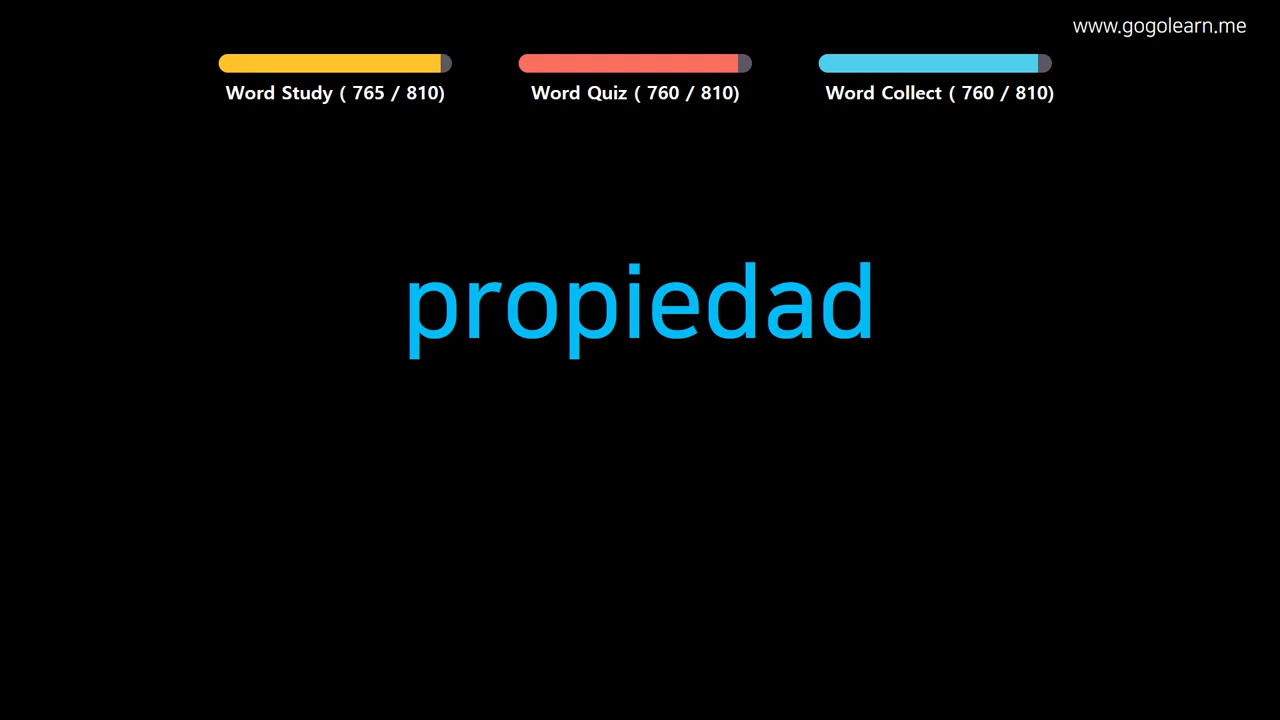 www.gogolearn.me
Word Study ( 765 / 810)
Word Quiz ( 760 / 810)
Word Collect ( 760 / 810)
propiedad